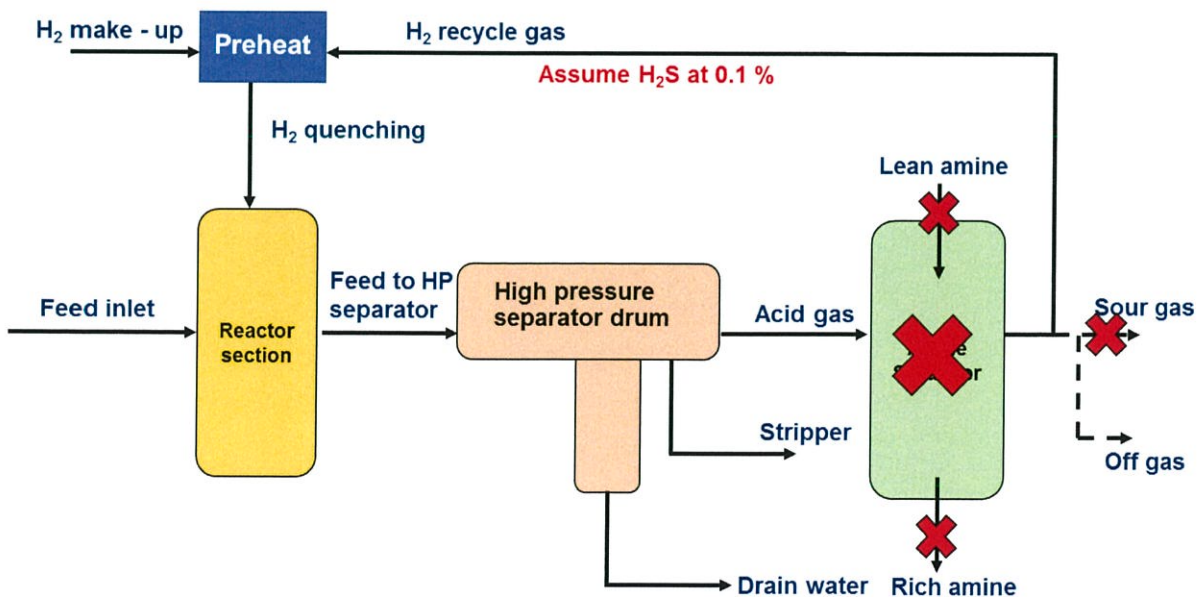 H₂ make - up
Preheat
H₂ recycle gas
Assume H₂S at 0.1 %
H₂ quenching
Lean amine
Feed inlet
Reactor
section
Feed to HP
separator
High pressure
separator drum
Acid gas
Sour gas
Stripper
Off gas
Drain water
Rich amine